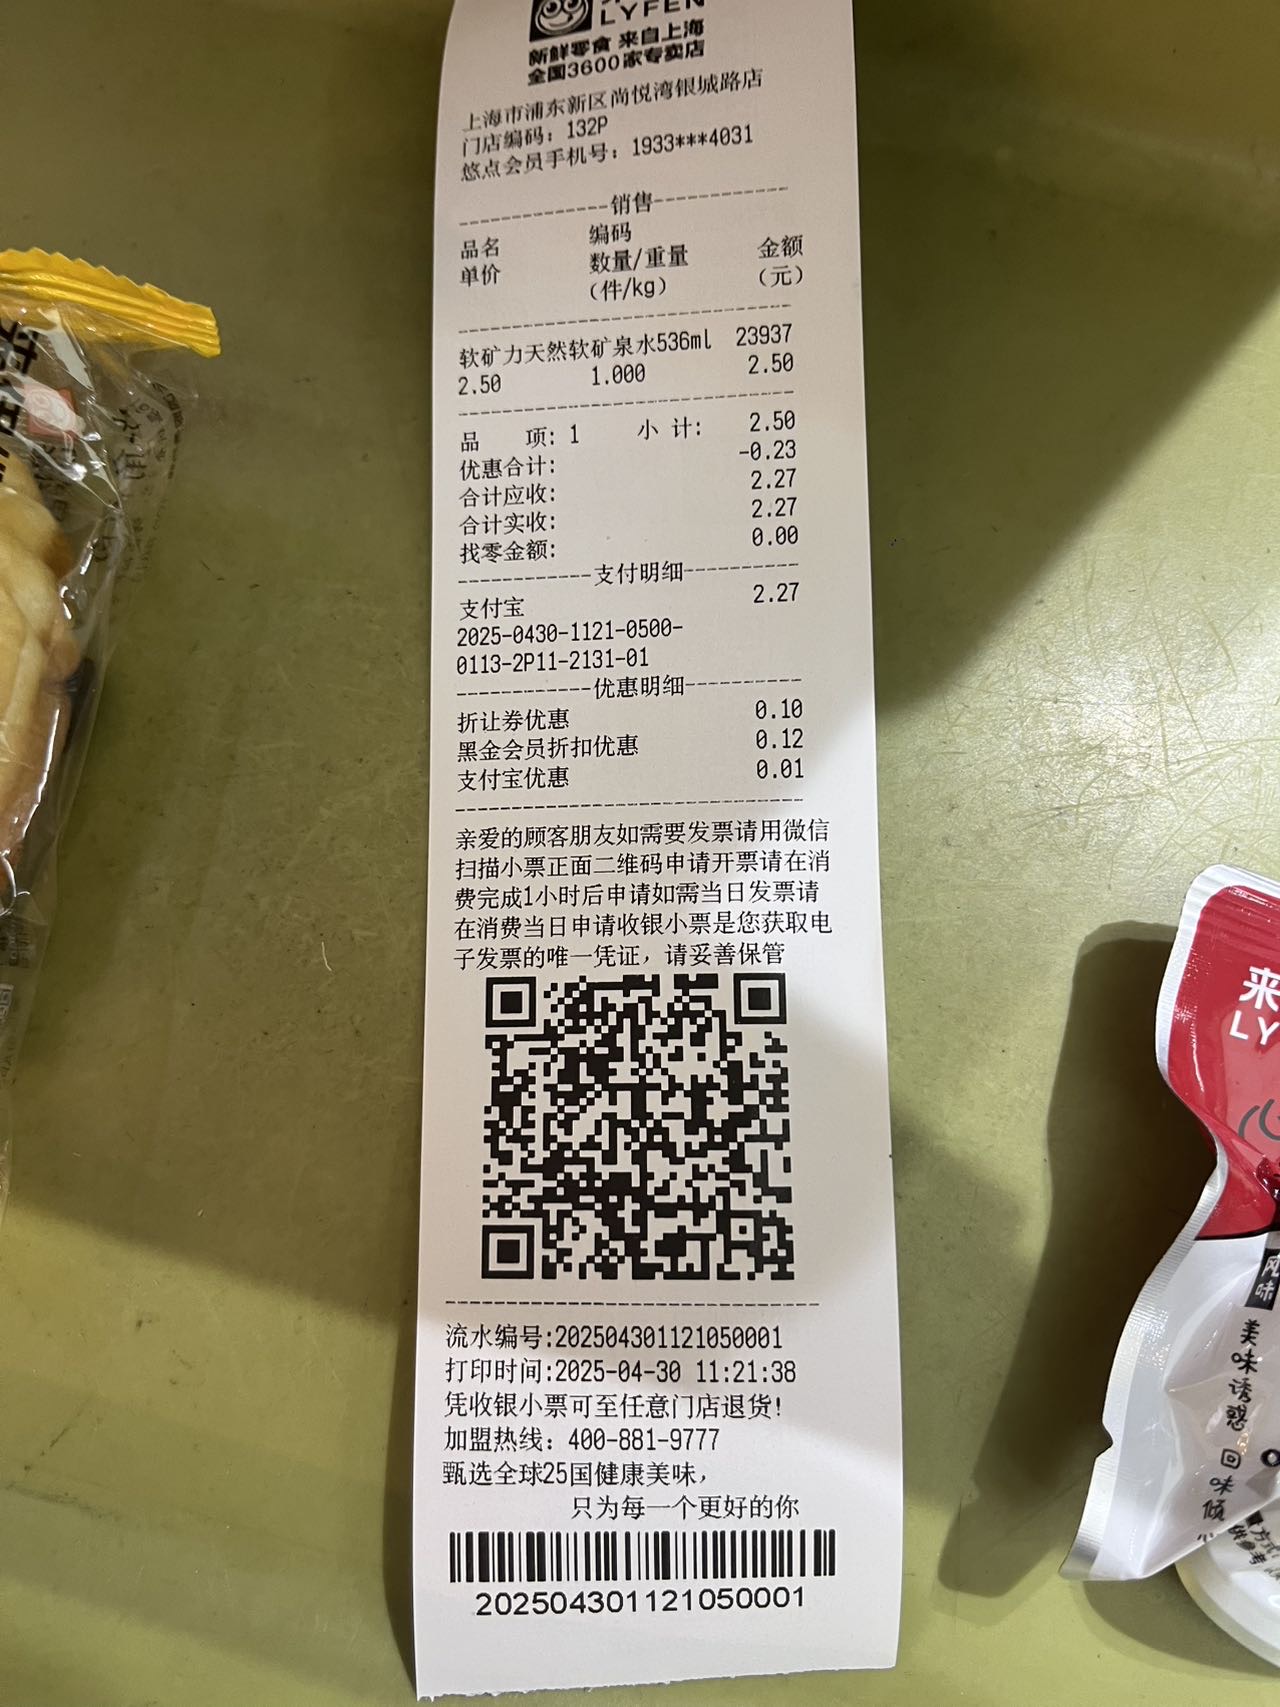 LYFEN
新鲜零食 来自上海
全国3600家专卖店
上海市浦东新区尚悦湾银城路店
门店编码：132P
悠点会员手机号：1933***4031
销售
品名 编码 金额
单价 数量/重量 （元）
（件/kg）
软矿力天然软矿泉水536ml 23937
2.50 1.000 2.50
品 项: 1 小 计: 2.50
优惠合计: -0.23
合计应收: 2.27
合计实收: 2.27
找零金额: 0.00
支付明细
支付宝 2.27
2025-0430-1121-0500-
0113-2P11-2131-01
优惠明细
折让券优惠 0.10
黑金会员折扣优惠 0.12
支付宝优惠 0.01
亲爱的顾客朋友如需要发票请用微信
扫描小票正面二维码申请开票请在消
费完成1小时后申请如需当日发票请
在消费当日申请收银小票是您获取电
子发票的唯一凭证，请妥善保管
流水编号:202504301121050001
打印时间:2025-04-30 11:21:38
凭收银小票可至任意门店退货!
加盟热线：400-881-9777
甄选全球25国健康美味，
只为每一个更好的你
202504301121050001
来
LY
风味
美味诱惑 回味倾